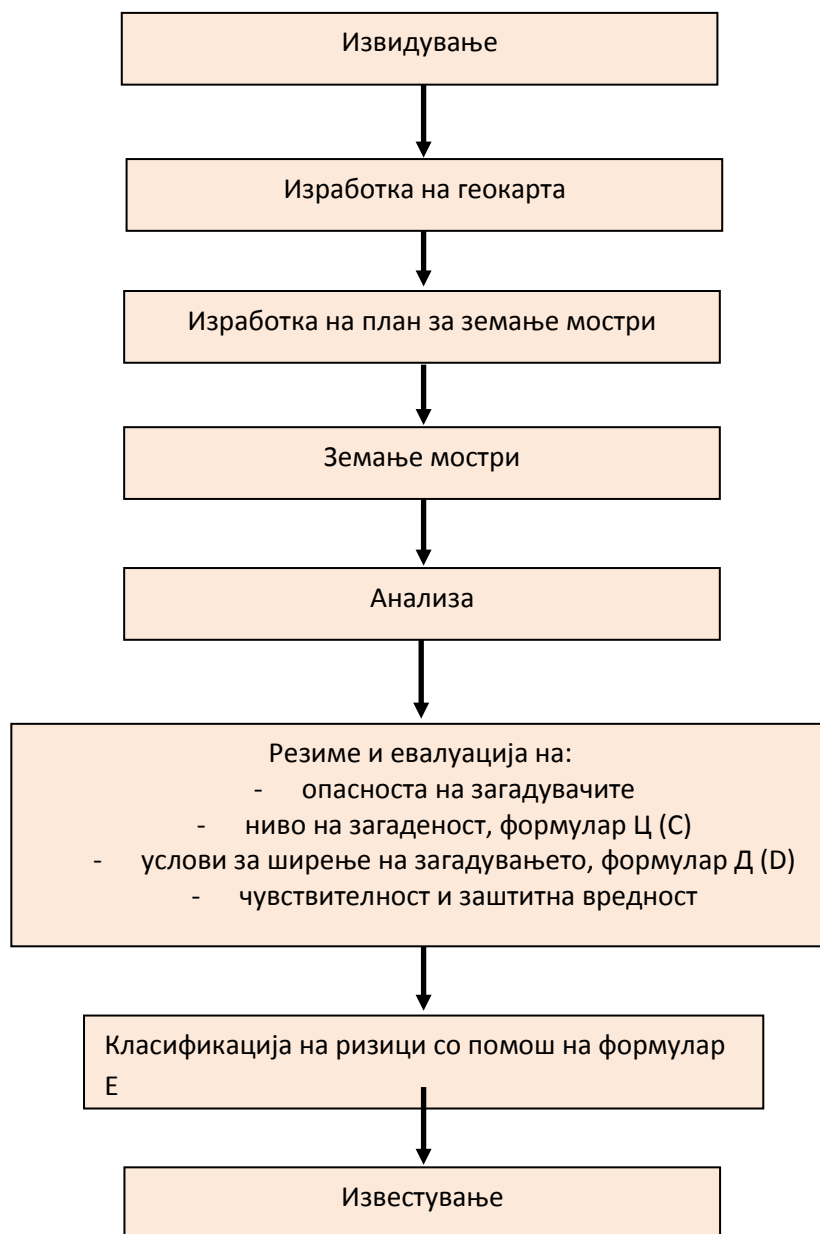 Извидување
Изработка на геокарта
Изработка на план за земање мостри
Земање мостри
Анализа
Резиме и евалуација на:
- опасноста на загадувачите
- ниво на загаденост, формулар Ц (C)
- услови за ширење на загадувањето, формулар Д (D)
- чувствителност и заштитна вредност
Класификација на ризици со помош на формулар
Е
Известување